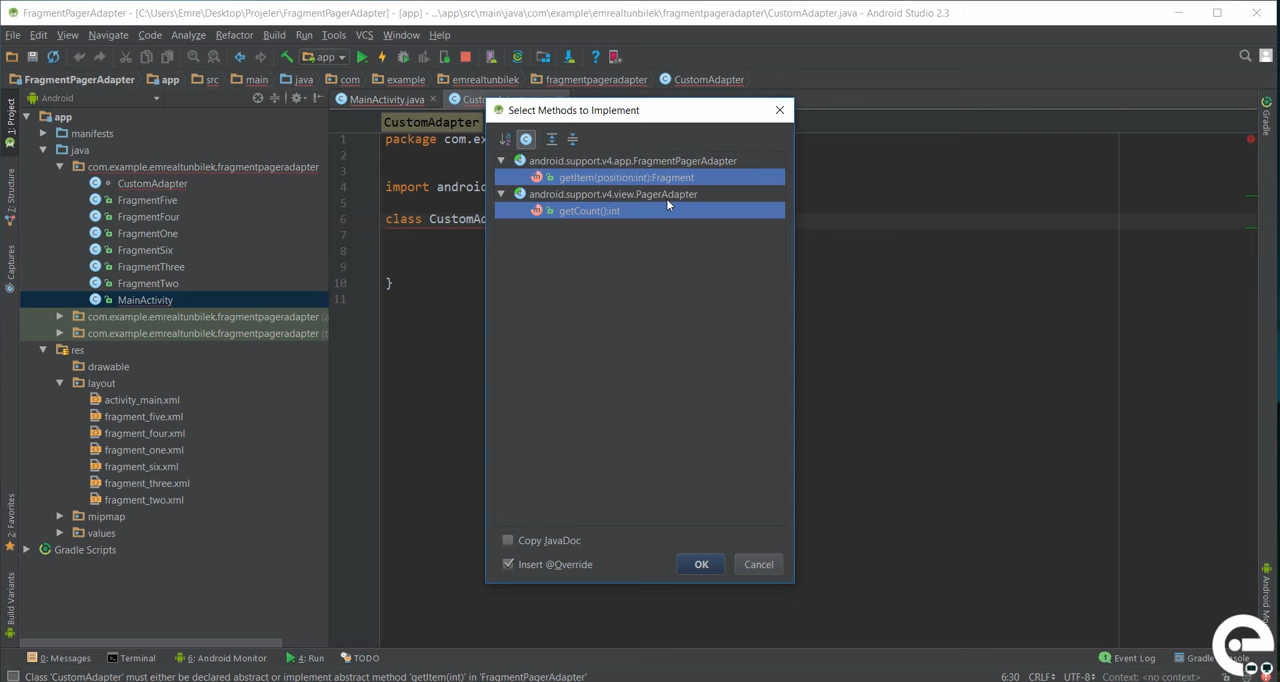 FragmentPagerAdapter - [C:\Users\Emre\Desktop\Projeler\FragmentPagerAdapter] - [app] - ...\app\src\main\java\com\example\emrealtunbilek\fragmentpageradapter\CustomAdapter.java - Android Studio 2.3
File Edit View Navigate Code Analyze Refactor Build Run Tools VCS Window Help
app
FragmentPagerAdapter app src main java com example emrealtunbilek fragmentpageradapter CustomAdapter
Android
MainActivity.java
1: Project
7: Structure
Captures
2: Favorites
Build Variants
app
manifests
java
com.example.emrealtunbilek.fragmentpageradapter
CustomAdapter
FragmentFive
FragmentFour
FragmentOne
FragmentSix
FragmentThree
FragmentTwo
MainActivity
com.example.emrealtunbilek.fragmentpageradapter
com.example.emrealtunbilek.fragmentpageradapter
res
drawable
layout
activity_main.xml
fragment_five.xml
fragment_four.xml
fragment_one.xml
fragment_six.xml
fragment_three.xml
fragment_two.xml
mipmap
values
Gradle Scripts
CustomAdapter
1 package com.ex
2
3
4 import android
5
6 class CustomAd
7
8
9
10 }
11
Select Methods to Implement
android.support.v4.app.FragmentPagerAdapter
getItem(position:int):Fragment
android.support.v4.view.PagerAdapter
getCount():int
Copy JavaDoc
Insert @Override
OK
Cancel
Gradle
0: Messages Terminal 6: Android Monitor 4: Run TODO Event Log
Class 'CustomAdapter' must either be declared abstract or implement abstract method 'getItem(int)' in 'FragmentPagerAdapter'
6:30 CRLF UTF-8 Context: <no context>